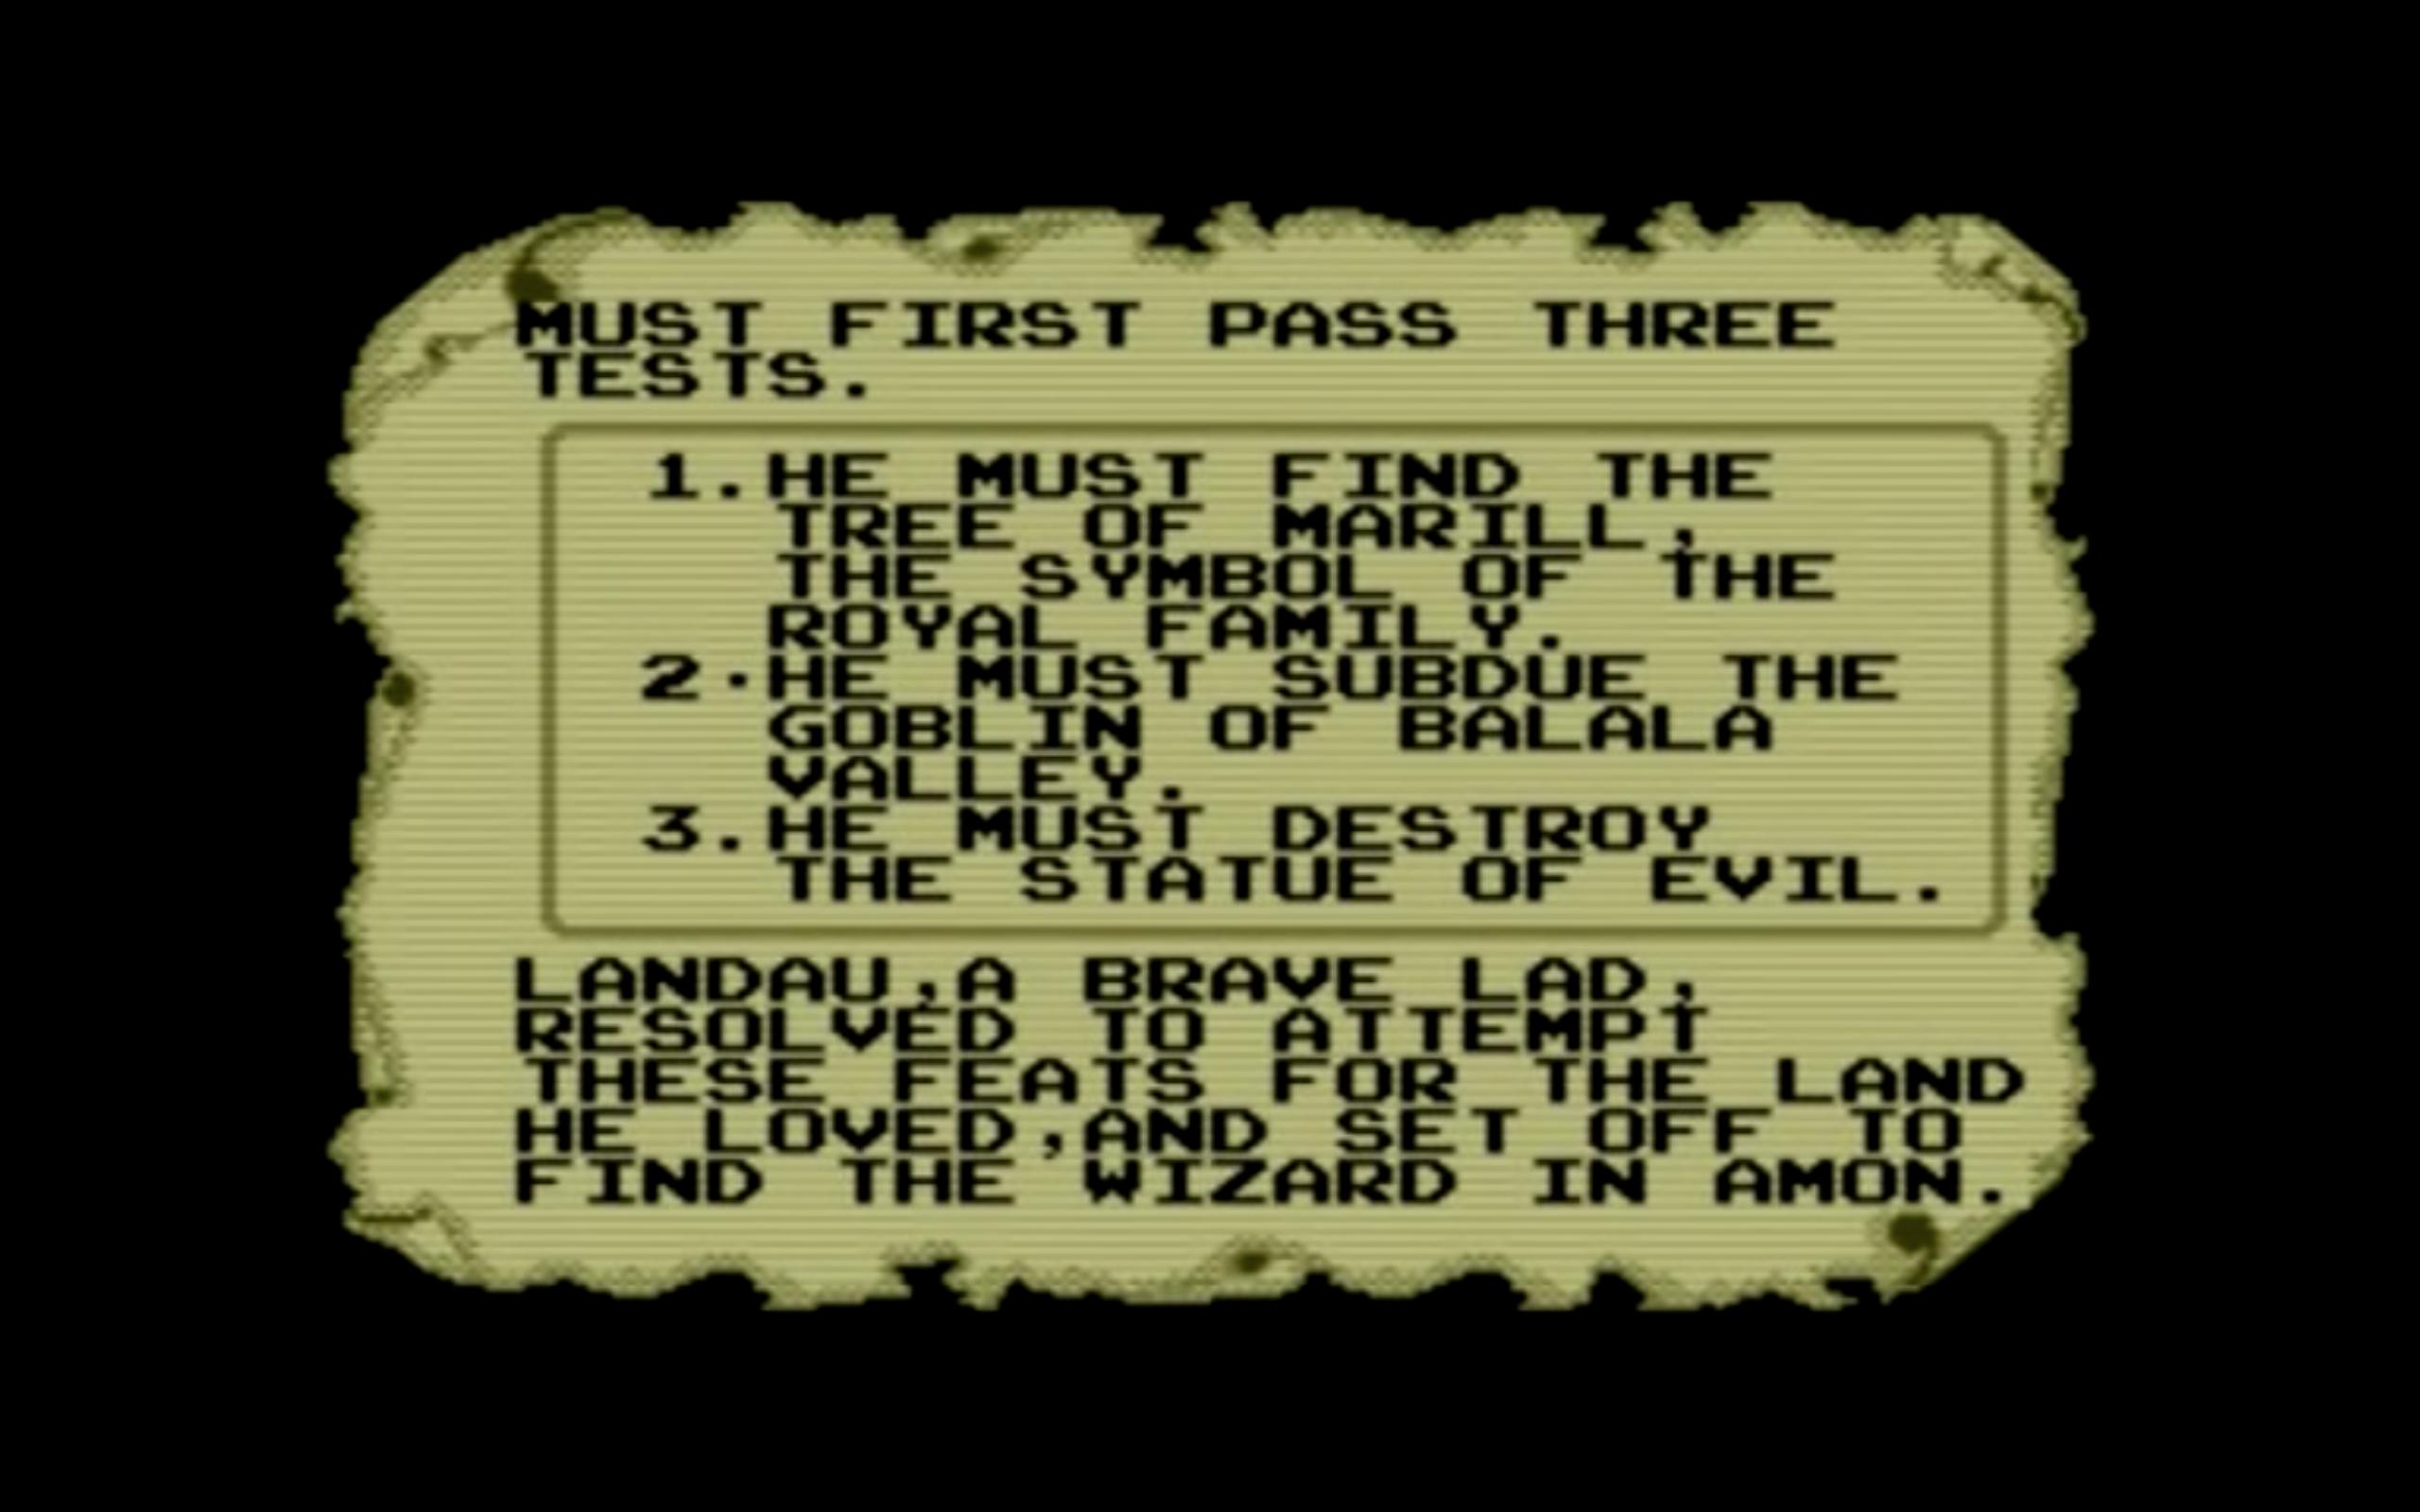 MUST FIRST PASS THREE
TESTS.
1.HE MUST FIND THE
TREE OF MARILL,
THE SYMBOL OF THE
ROYAL FAMILY.
2.HE MUST SUBDUE THE
GOBLIN OF BALALA
VALLEY.
3.HE MUST DESTROY
THE STATUE OF EVIL.
LANDAU,A BRAVE LAD,
RESOLVED TO ATTEMPT
THESE FEATS FOR THE LAND
HE LOVED,AND SET OFF TO
FIND THE WIZARD IN AMON.